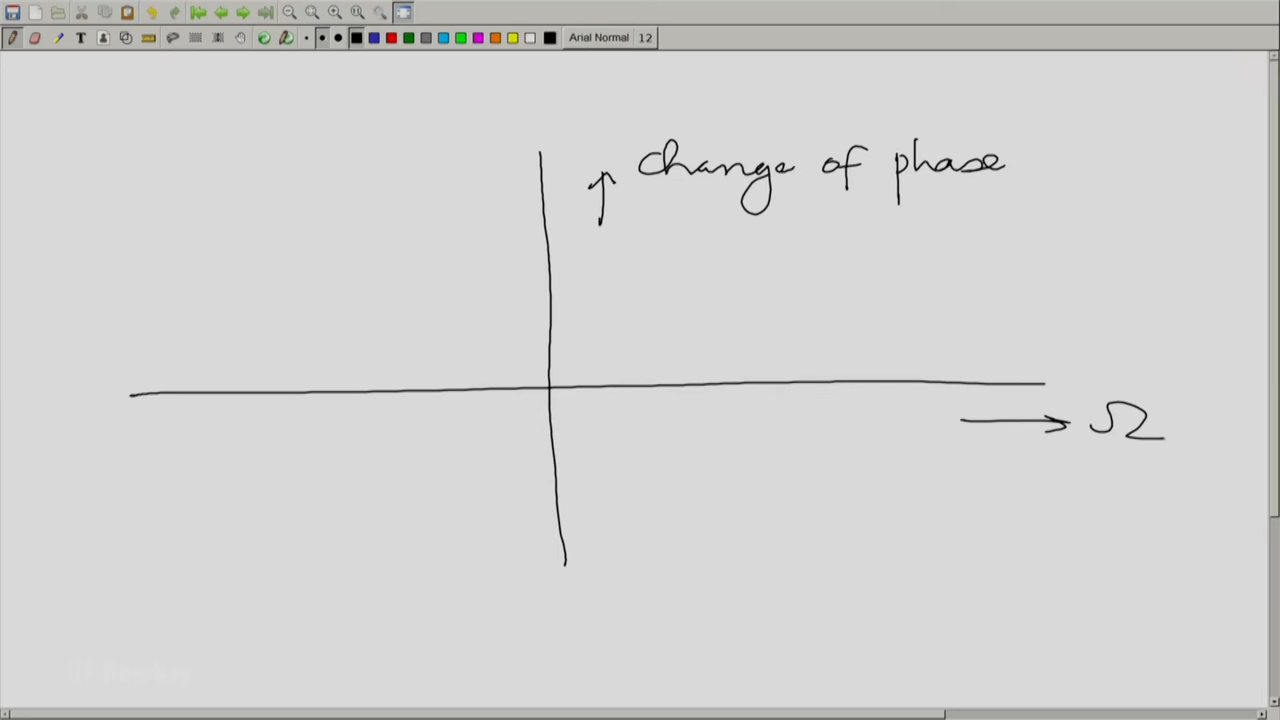 Arial Normal 12
change of phase
Ω